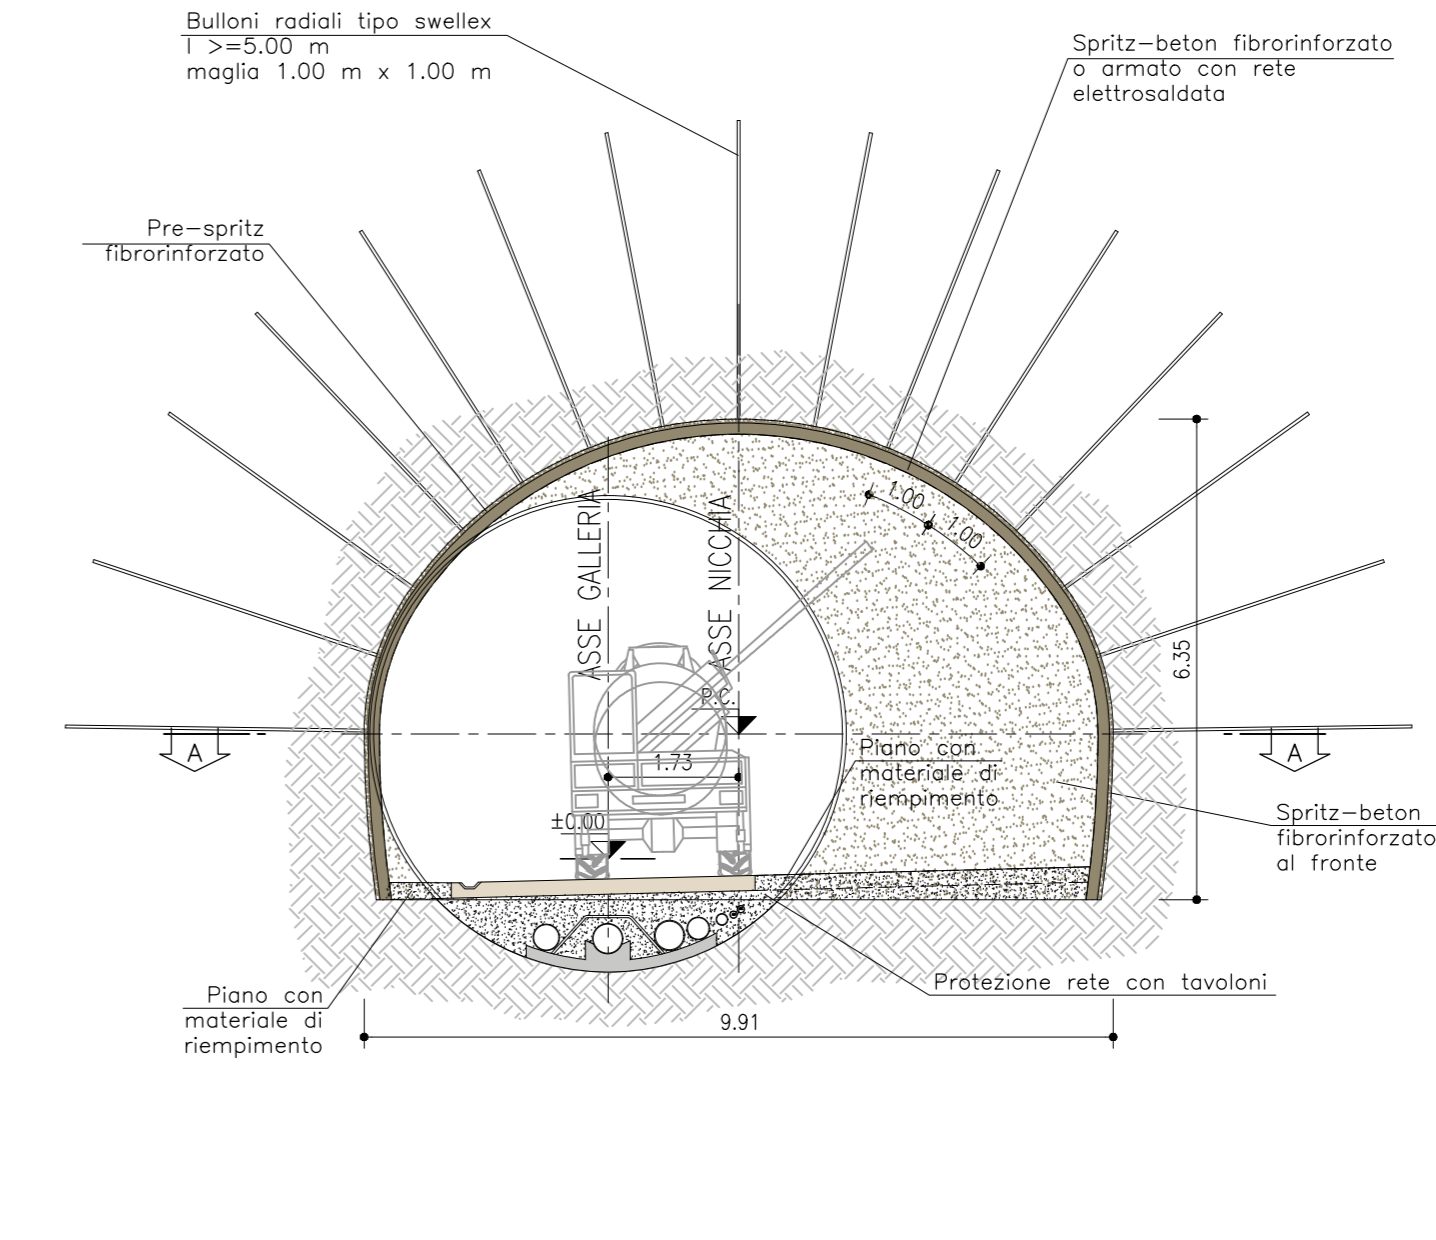 Bulloni radiali tipo swellex
l >=5.00 m
maglia 1.00 m x 1.00 m
Spritz-beton fibrorinforzato
o armato con rete
elettrosaldata
Pre-spritz
fibrorinforzato
1.00
1.00
ASSE GALLERIA
ASSE NICCHIA
6.35
P.C.
A
A
1.73
Piano con
materiale di
riempimento
±0.00
Spritz-beton
fibrorinforzato
al fronte
Protezione rete con tavoloni
Piano con
materiale di
riempimento
9.91